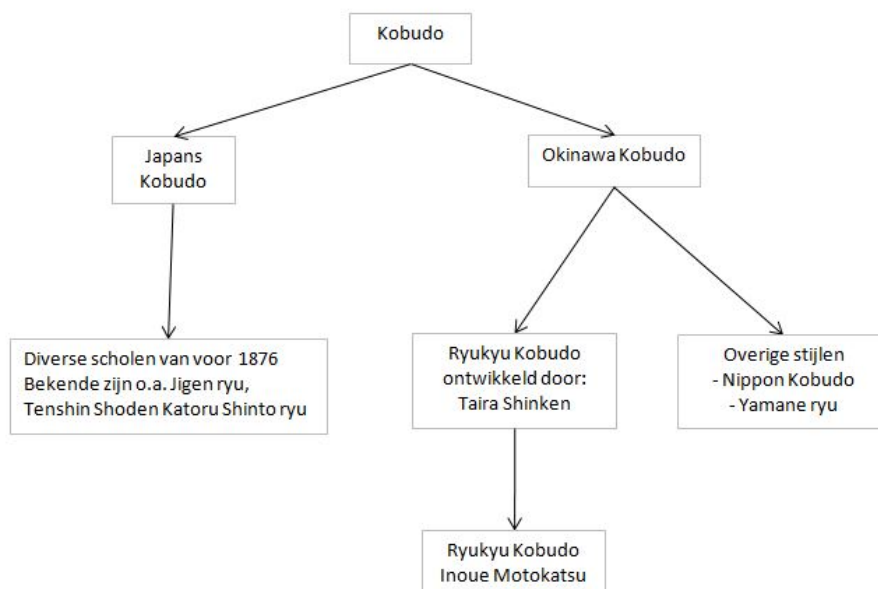 Kobudo
Japans
Kobudo
Okinawa Kobudo
Diverse scholen van voor 1876
Bekende zijn o.a. Jigen ryu,
Tenshin Shoden Katoru Shinto ryu
Ryukyu Kobudo
ontwikkeld door:
Taira Shinken
Overige stijlen
- Nippon Kobudo
- Yamane ryu
Ryukyu Kobudo
Inoue Motokatsu